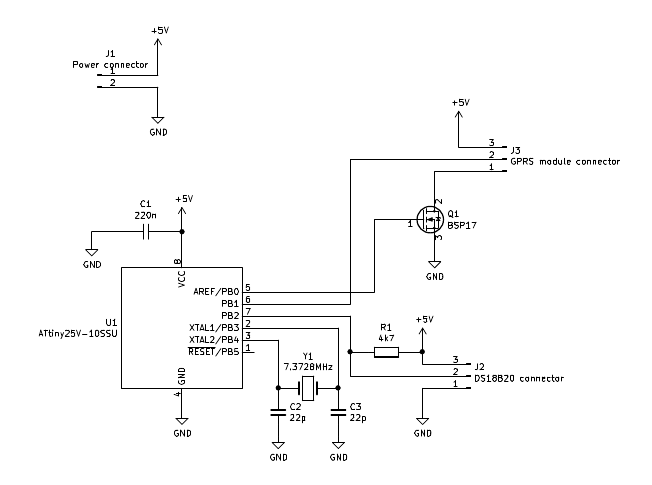 +5V
J1
Power connector
1
2
GND
+5V
3
J3
2
GPRS module connector
1
C1
220n
+5V
2
Q1
1
BSP17
3
GND
GND
8
VCC
AREF/PB0
5
PB1
6
PB2
7
XTAL1/PB3
2
XTAL2/PB4
3
RESET/PB5
1
U1
ATtiny25V-10SSU
GND
4
GND
Y1
7.3728MHz
R1
4k7
+5V
3
J2
2
DS18B20 connector
1
C2
22p
C3
22p
GND
GND
GND